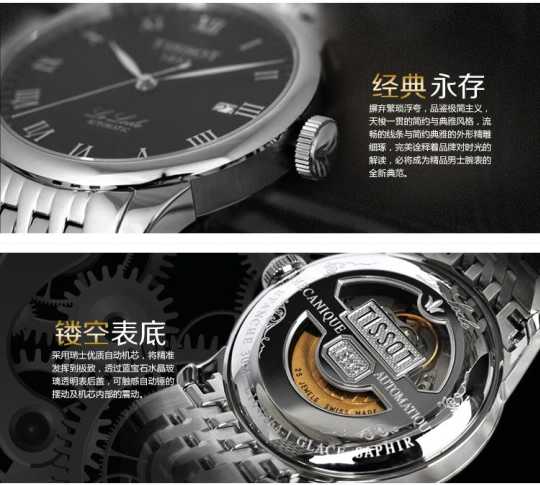 TISSOT
1853
Le Locle
AUTOMATIC
经典永存
摒弃繁琐浮夸，品鉴极简主义，
天梭一贯的简约与典雅风格，流
畅的线条与简约典雅的外形精雕
细琢，完美诠释着品牌对时光的
解读，必将成为精品男士腕表的
全新典范。
镂空表底
采用瑞士优质自动机芯，将精准
发挥到极致，透过蓝宝石水晶玻
璃透明表后盖，可触感自动镱的
摆动及机芯内部的震动。
CANIQUE
TISSOT
AUTOMATIQUE
25 JEWELS SWISS MADE
GLACE SAPHIR